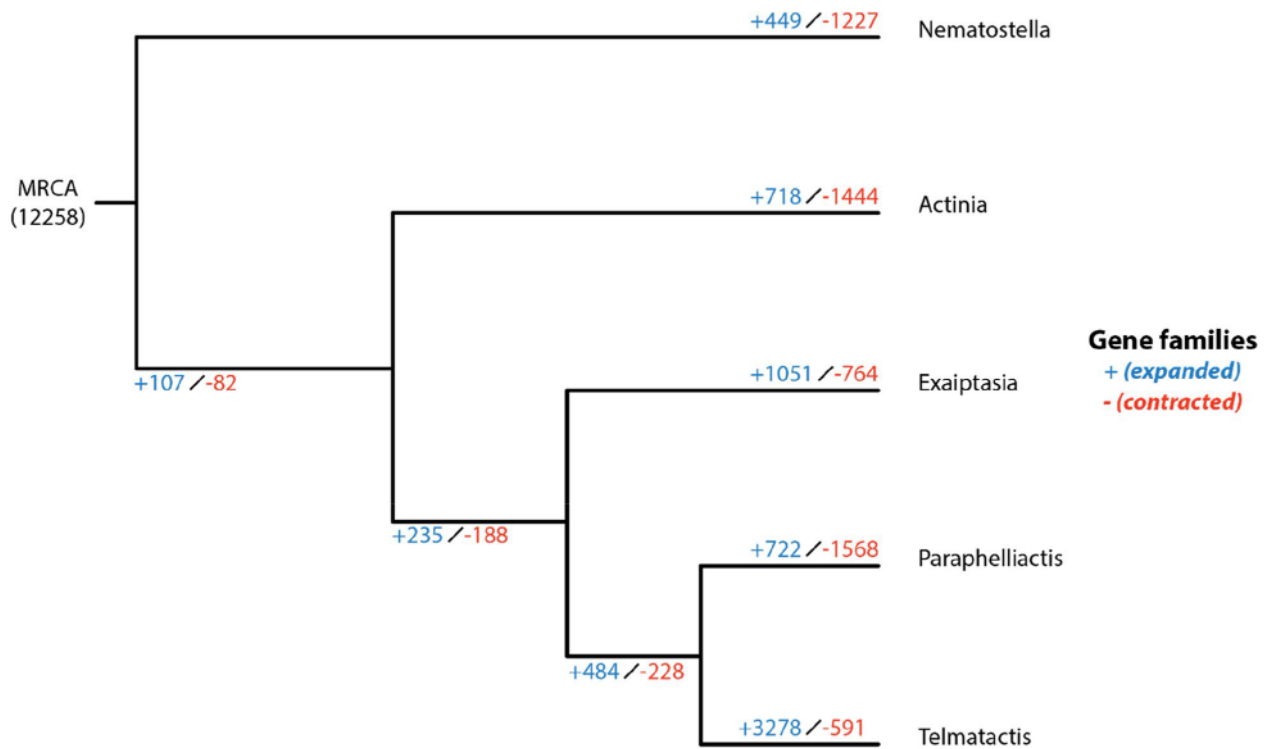 +449 / -1227
Nematostella
MRCA
(12258)
+718 / -1444
Actinia
Gene families
+ (expanded)
- (contracted)
+1051 / -764
Exaiptasia
+107 / -82
+235 / -188
+722 / -1568
Paraphelliactis
+484 / -228
+3278 / -591
Telmatactis